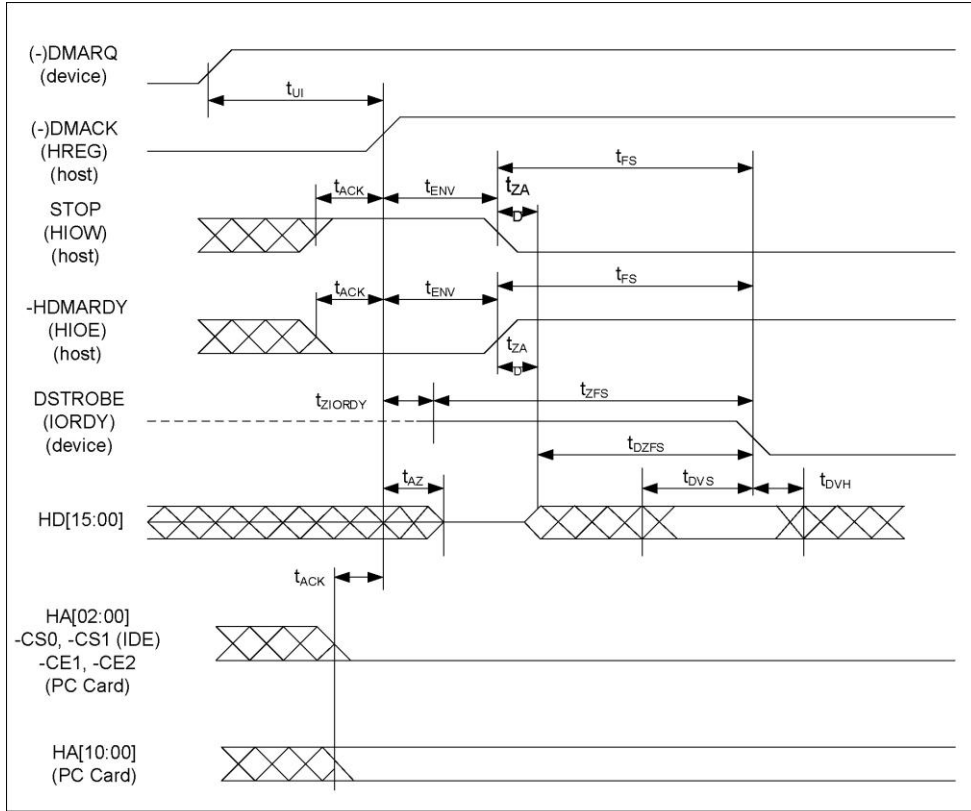 (-)DMARQ
(device)
tUI
(-)DMACK
(HREG)
(host)
tFS
tACK
tENV
tZA
D
STOP
(HIOW)
(host)
tFS
tACK
tENV
-HDMARDY
(HIOE)
(host)
tZA
D
DSTROBE
(IORDY)
(device)
tZIORDY
tZFS
tDZFS
tAZ
tDVS
tDVH
HD[15:00]
tACK
HA[02:00]
-CS0, -CS1 (IDE)
-CE1, -CE2
(PC Card)
HA[10:00]
(PC Card)